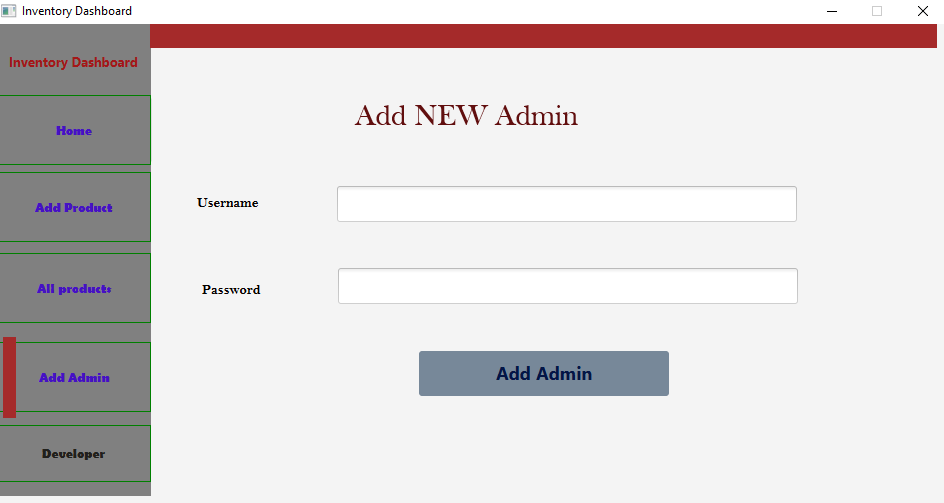 Inventory Dashboard
Inventory Dashboard
Home
Add Product
All products
Add Admin
Developer
Add NEW Admin
Username
Password
Add Admin